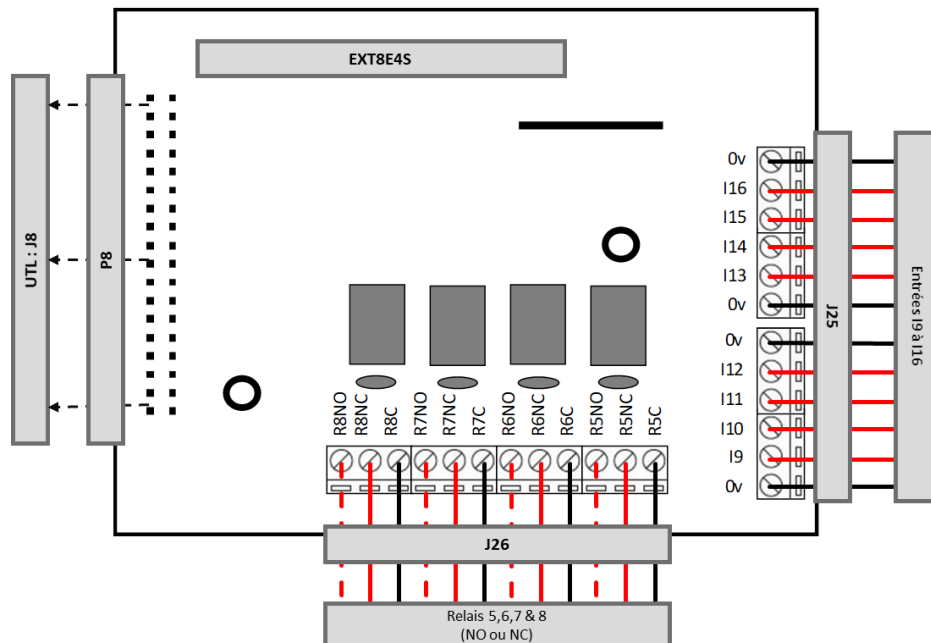 EXT8E4S
UTL : J8
P8
0v
I16
I15
I14
I13
0v
0v
I12
I11
I10
I9
0v
J25
Entrées I9 à I16
R8NO
R8NC
R8C
R7NO
R7NC
R7C
R6NO
R6NC
R6C
R5NO
R5NC
R5C
J26
Relais 5,6,7 & 8
(NO ou NC)